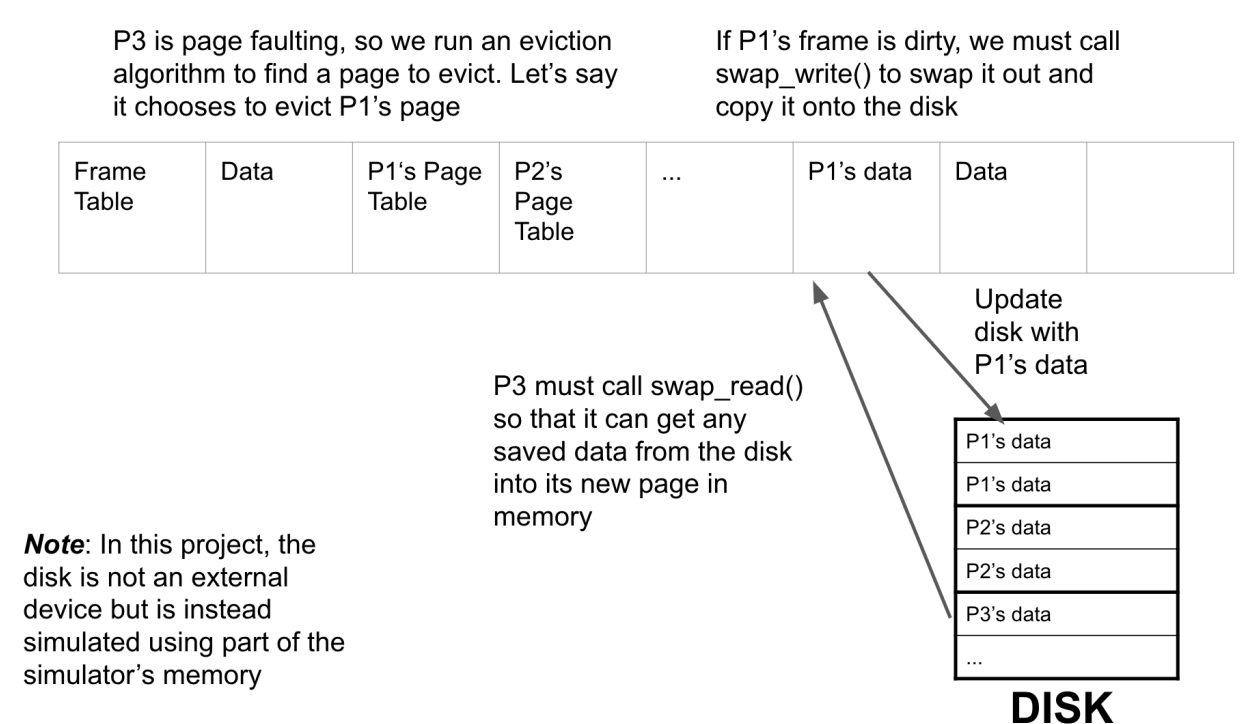 P3 is page faulting, so we run an eviction
algorithm to find a page to evict. Let’s say
it chooses to evict P1’s page
If P1’s frame is dirty, we must call
swap_write() to swap it out and
copy it onto the disk
Frame
Table
Data
P1‘s Page
Table
P2’s
Page
Table
...
P1’s data
Data
Update
disk with
P1’s data
P3 must call swap_read()
so that it can get any
saved data from the disk
into its new page in
memory
Note: In this project, the
disk is not an external
device but is instead
simulated using part of the
simulator’s memory
P1’s data
P1’s data
P2’s data
P2’s data
P3’s data
...
DISK